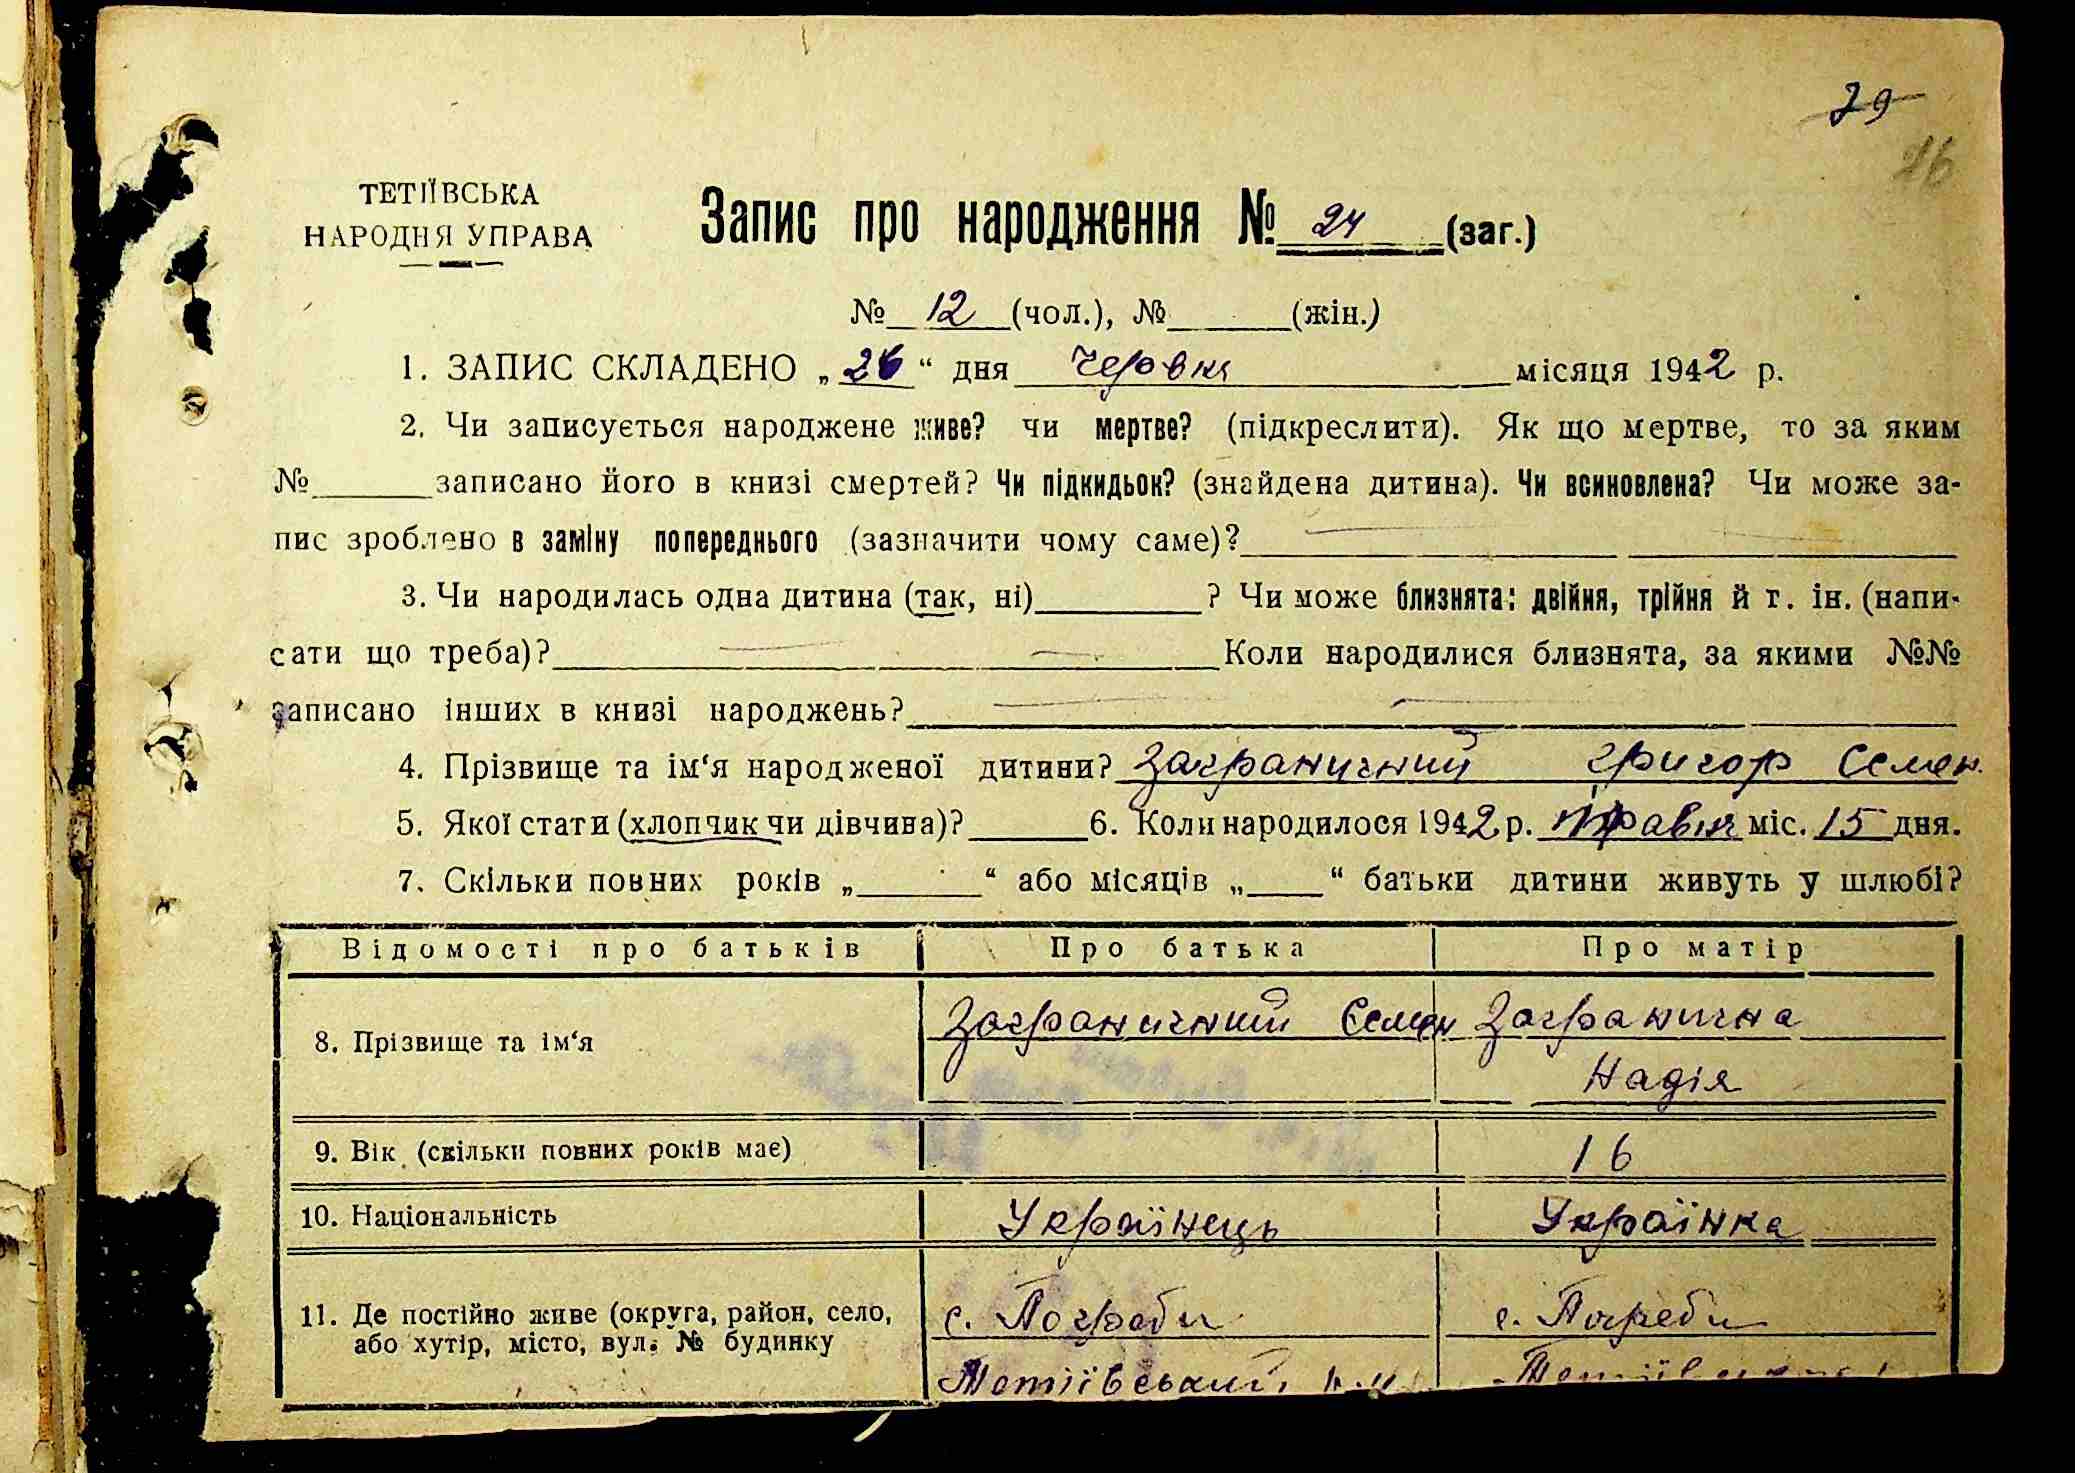 29
26
ТЕТІЇВСЬКА
НАРОДНЯ УПРАВА
Запис про народження № 24 (заг.)
№ 12 (чол.), № (жін.)
1. ЗАПИС СКЛАДЕНО „26“ дня Червня місяця 1942 р.
2. Чи записується народжене живе? чи мертве? (підкреслити). Як що мертве, то за яким
№ записано його в книзі смертей? Чи підкидьок? (знайдена дитина). Чи всиновлена? Чи може за-
пис зроблено в заміну попереднього (зазначити чому саме)?
3. Чи народилась одна дитина (так, ні) ? Чи може близнята: двійня, трійня й т. ін. (напи-
сати що треба)? Коли народилися близнята, за якими №№
записано інших в книзі народжень?
4. Прізвище та ім‘я народженої дитини? Заграничний Григор Семен.
5. Якої стати (хлопчик чи дівчина)? 6. Коли народилося 1942 р. травня міс. 15 дня.
7. Скільки повних років „ “ або місяців „ “ батьки дитини живуть у шлюбі?
Відомості про батьків Про батька Про матір
8. Прізвище та ім‘я Заграничний Семен Загранична
Надія
9. Вік (скільки повних років має) 16
10. Національність Українець Українка
11. Де постійно живе (округа, район, село, с. Погреби с. Погреби
або хутір, місто, вул. № будинку Тетіївський